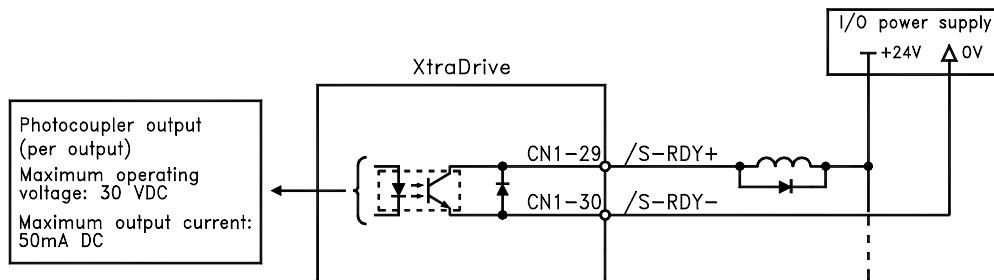 I/O power supply
+24V
0V
XtraDrive
Photocoupler output
(per output)
Maximum operating
voltage: 30 VDC
Maximum output current:
50mA DC
CN1-29
/S-RDY+
CN1-30
/S-RDY-